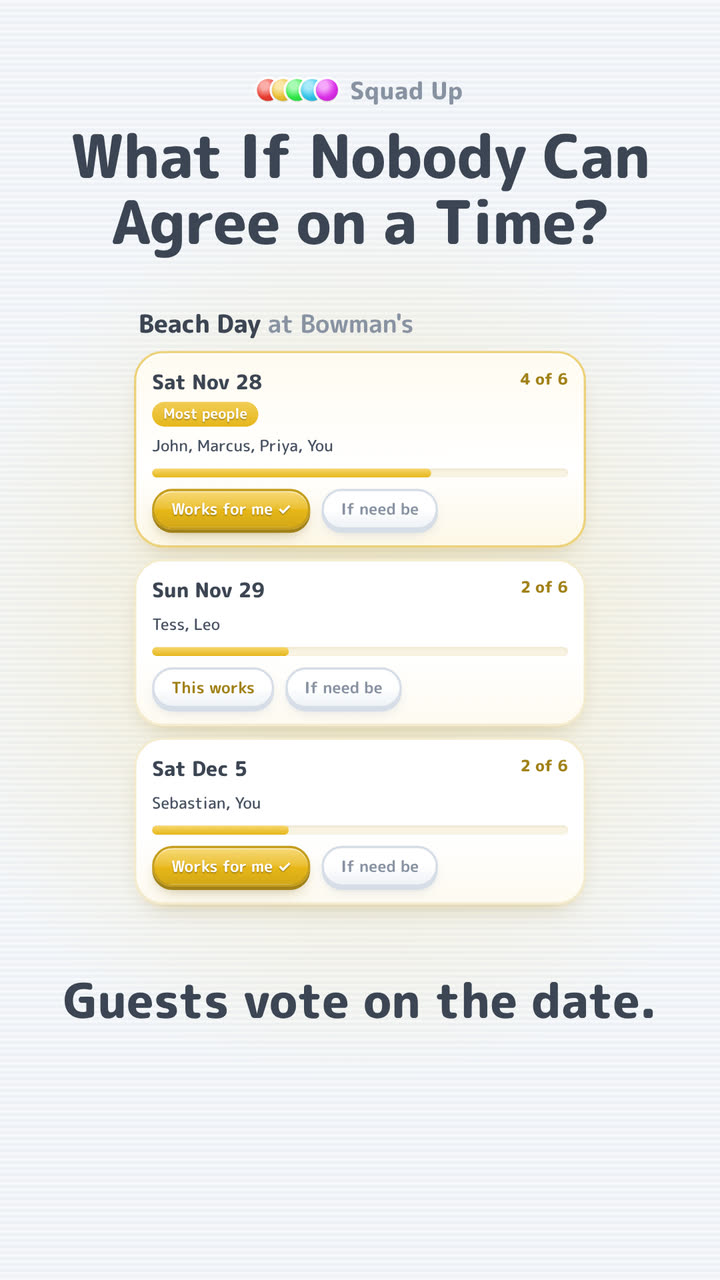 Squad Up
What If Nobody Can
Agree on a Time?
Beach Day at Bowman's
Sat Nov 28
4 of 6
Most people
John, Marcus, Priya, You
Works for me ✓
If need be
Sun Nov 29
2 of 6
Tess, Leo
This works
If need be
Sat Dec 5
2 of 6
Sebastian, You
Works for me ✓
If need be
Guests vote on the date.